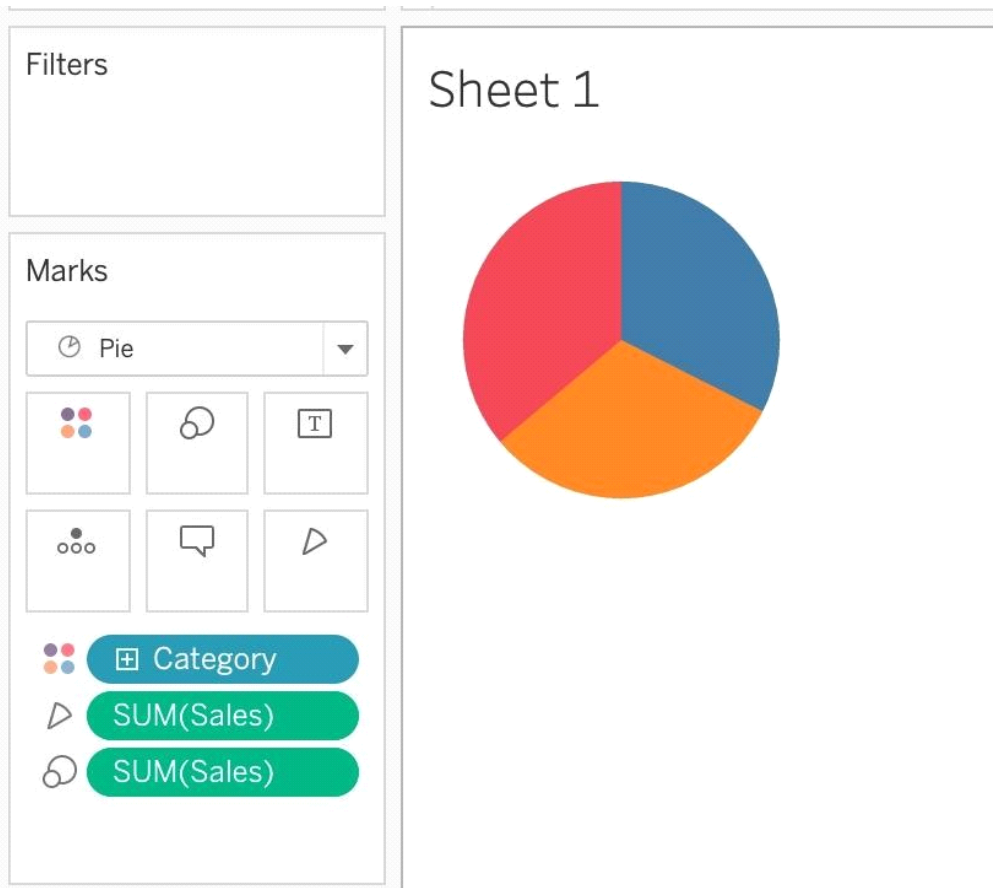 Filters
Sheet 1
Marks
Pie
T
Category
SUM(Sales)
SUM(Sales)